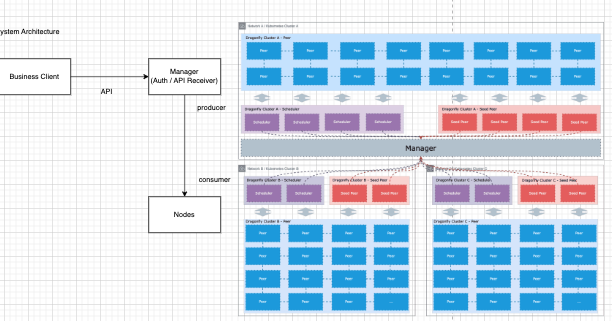 ystem Architecture
Business Client
API
Manager
(Auth / API Receiver)
producer
consumer
Nodes
Network A / Kubernetes Cluster A
Dragonfly Cluster A - Peer
Peer Peer Peer Peer Peer Peer Peer Peer
Peer Peer Peer Peer Peer Peer Peer Peer
Dragonfly Cluster A - Scheduler
Scheduler Scheduler Scheduler Scheduler
Dragonfly Cluster A - Seed Peer
Seed Peer Seed Peer Seed Peer Seed Peer
Manager
Network B / Kubernetes Cluster B
Dragonfly Cluster B - Scheduler
Scheduler Scheduler
Dragonfly Cluster B - Seed Peer
Seed Peer Seed Peer
Dragonfly Cluster B - Peer
Peer Peer Peer Peer
Peer Peer Peer Peer
Peer Peer Peer Peer
Peer Peer Peer ...
Dragonfly Cluster C - Scheduler
Scheduler Scheduler
Dragonfly Cluster C - Seed Peer
Seed Peer Seed Peer
Dragonfly Cluster C - Peer
Peer Peer Peer Peer
Peer Peer Peer Peer
Peer Peer Peer Peer
Peer Peer Peer ...